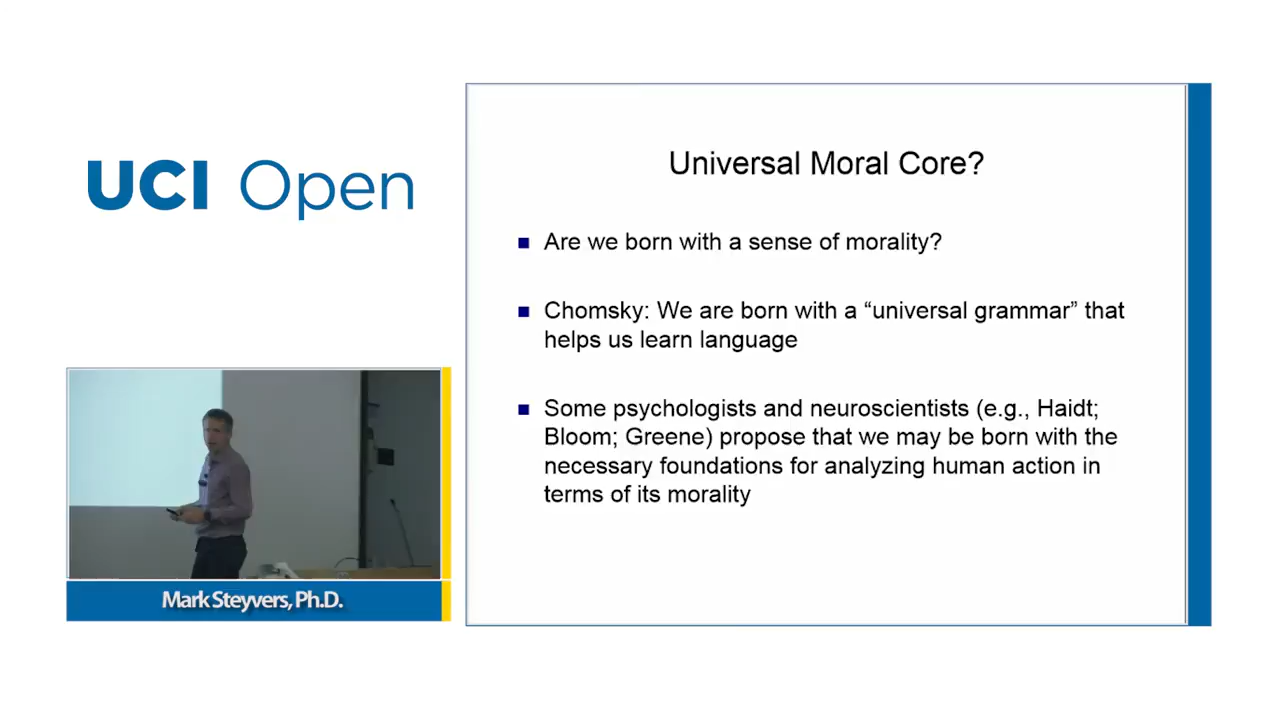 UCI Open
Universal Moral Core?
Are we born with a sense of morality?
Chomsky: We are born with a “universal grammar” that
helps us learn language
Some psychologists and neuroscientists (e.g., Haidt;
Bloom; Greene) propose that we may be born with the
necessary foundations for analyzing human action in
terms of its morality
Mark Steyvers, Ph.D.